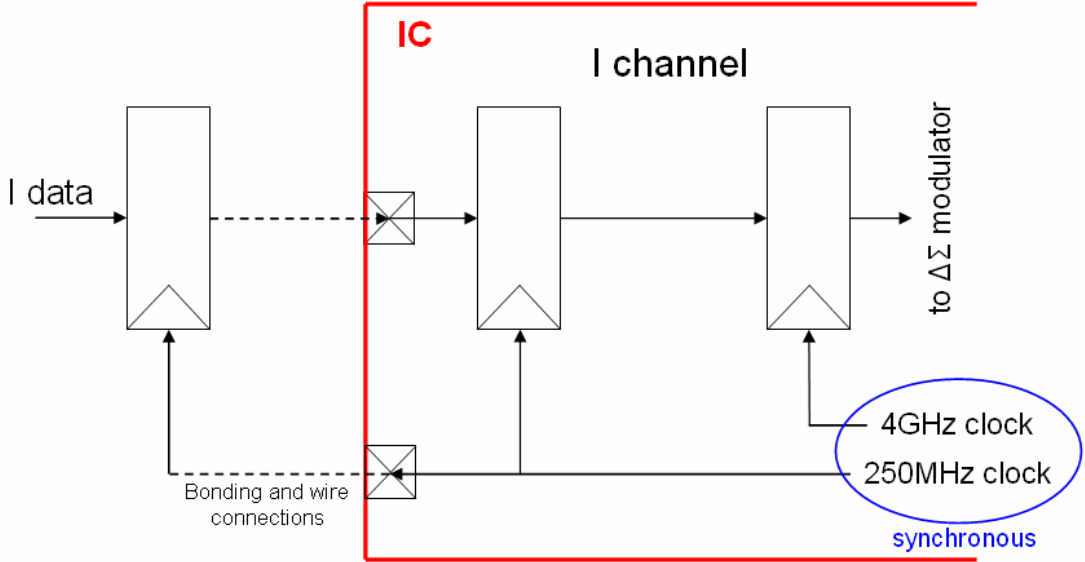 IC
I channel
I data
to ΔΣ modulator
4GHz clock
250MHz clock
Bonding and wire
connections
synchronous